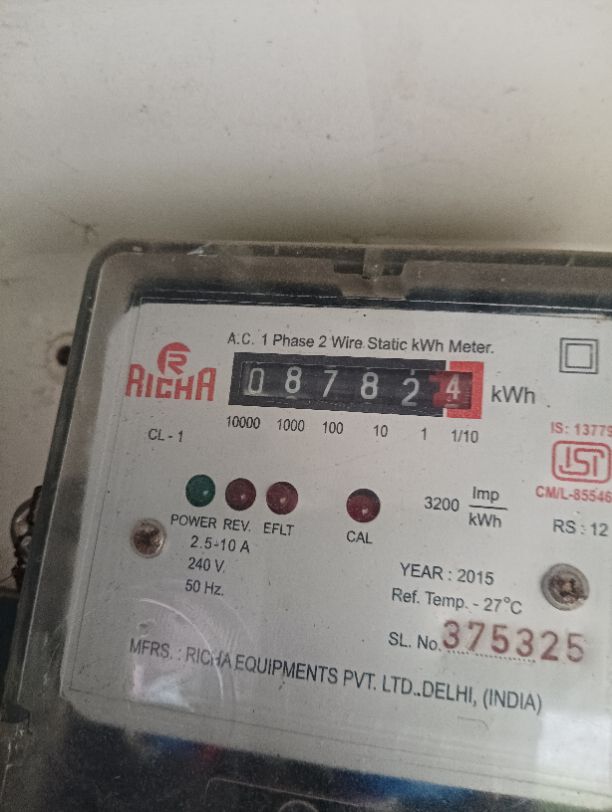 A.C. 1 Phase 2 Wire Static kWh Meter.
RICHA
087824 kWh
10000 1000 100 10 1 1/10
CL - 1
IS: 13779
ISI
CM/L-85546
3200 Imp/kWh
RS : 12
POWER REV. EFLT CAL
2.5-10 A
240 V.
50 Hz.
YEAR : 2015
Ref. Temp. - 27°C
SL. No. 375325
MFRS. : RICHA EQUIPMENTS PVT. LTD..DELHI, (INDIA)